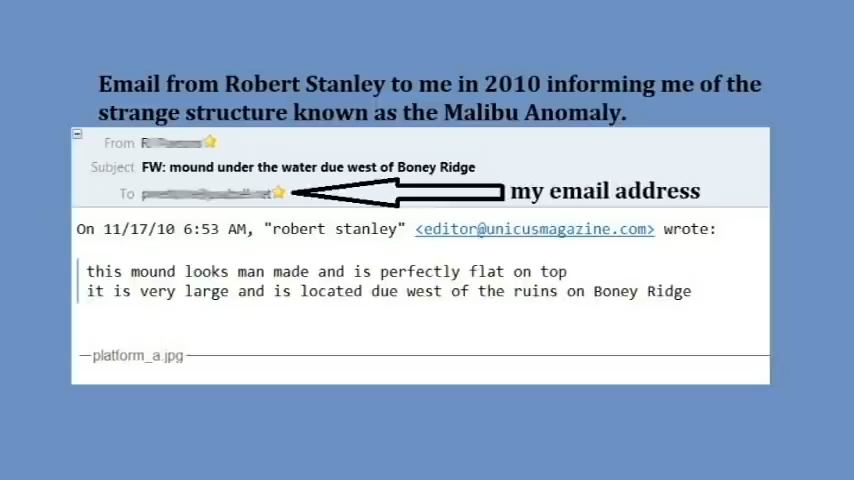 Email from Robert Stanley to me in 2010 informing me of the
strange structure known as the Malibu Anomaly.
From
Subject FW: mound under the water due west of Boney Ridge
To
my email address
On 11/17/10 6:53 AM, "robert stanley" <editor@unicusmagazine.com> wrote:
this mound looks man made and is perfectly flat on top
it is very large and is located due west of the ruins on Boney Ridge
platform_a.jpg